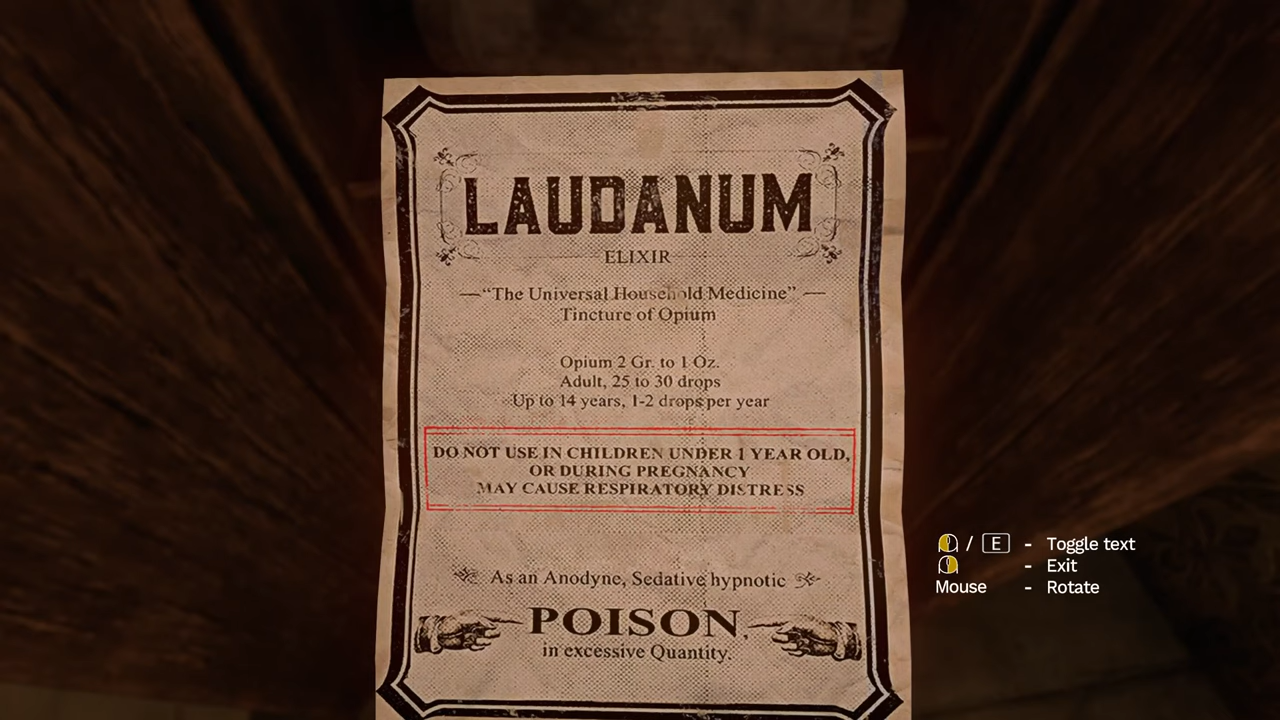 LAUDANUM
ELIXIR
—“The Universal Household Medicine” —
Tincture of Opium
Opium 2 Gr. to 1 Oz.
Adult, 25 to 30 drops
Up to 14 years, 1-2 drops per year
DO NOT USE IN CHILDREN UNDER 1 YEAR OLD,
OR DURING PREGNANCY
MAY CAUSE RESPIRATORY DISTRESS
As an Anodyne, Sedative hypnotic
POISON,
in excessive Quantity.
/ E - Toggle text
- Exit
Mouse - Rotate